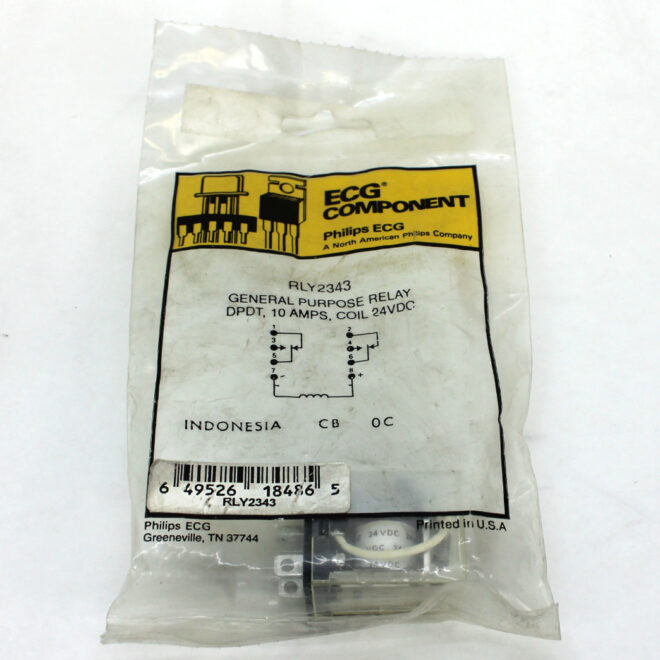 ECG®
COMPONENT
Philips ECG
A North American Philips Company
RLY2343
GENERAL PURPOSE RELAY
DPDT, 10 AMPS, COIL 24VDC
1 2
3 4
5 6
7 - 8 +
INDONESIA CB OC
6 49526 18486 5
RLY2343
Philips ECG
Greeneville, TN 37744
Printed in U.S.A
24VDC